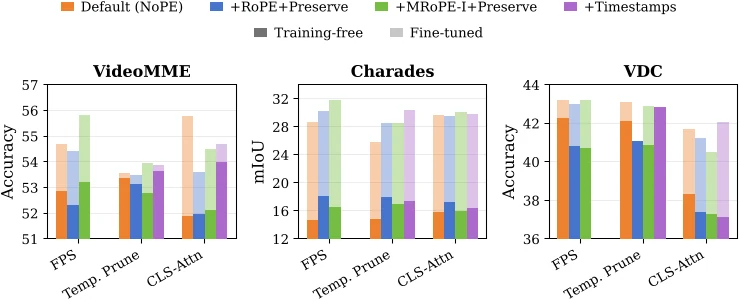 Default (NoPE) +RoPE+Preserve +MRoPE-I+Preserve +Timestamps
Training-free Fine-tuned
VideoMME Charades VDC
Accuracy
57
56
55
54
53
52
51
FPS Temp. Prune CLS-Attn
mIoU
32
28
24
20
16
12
FPS Temp. Prune CLS-Attn
Accuracy
44
42
40
38
36
FPS Temp. Prune CLS-Attn